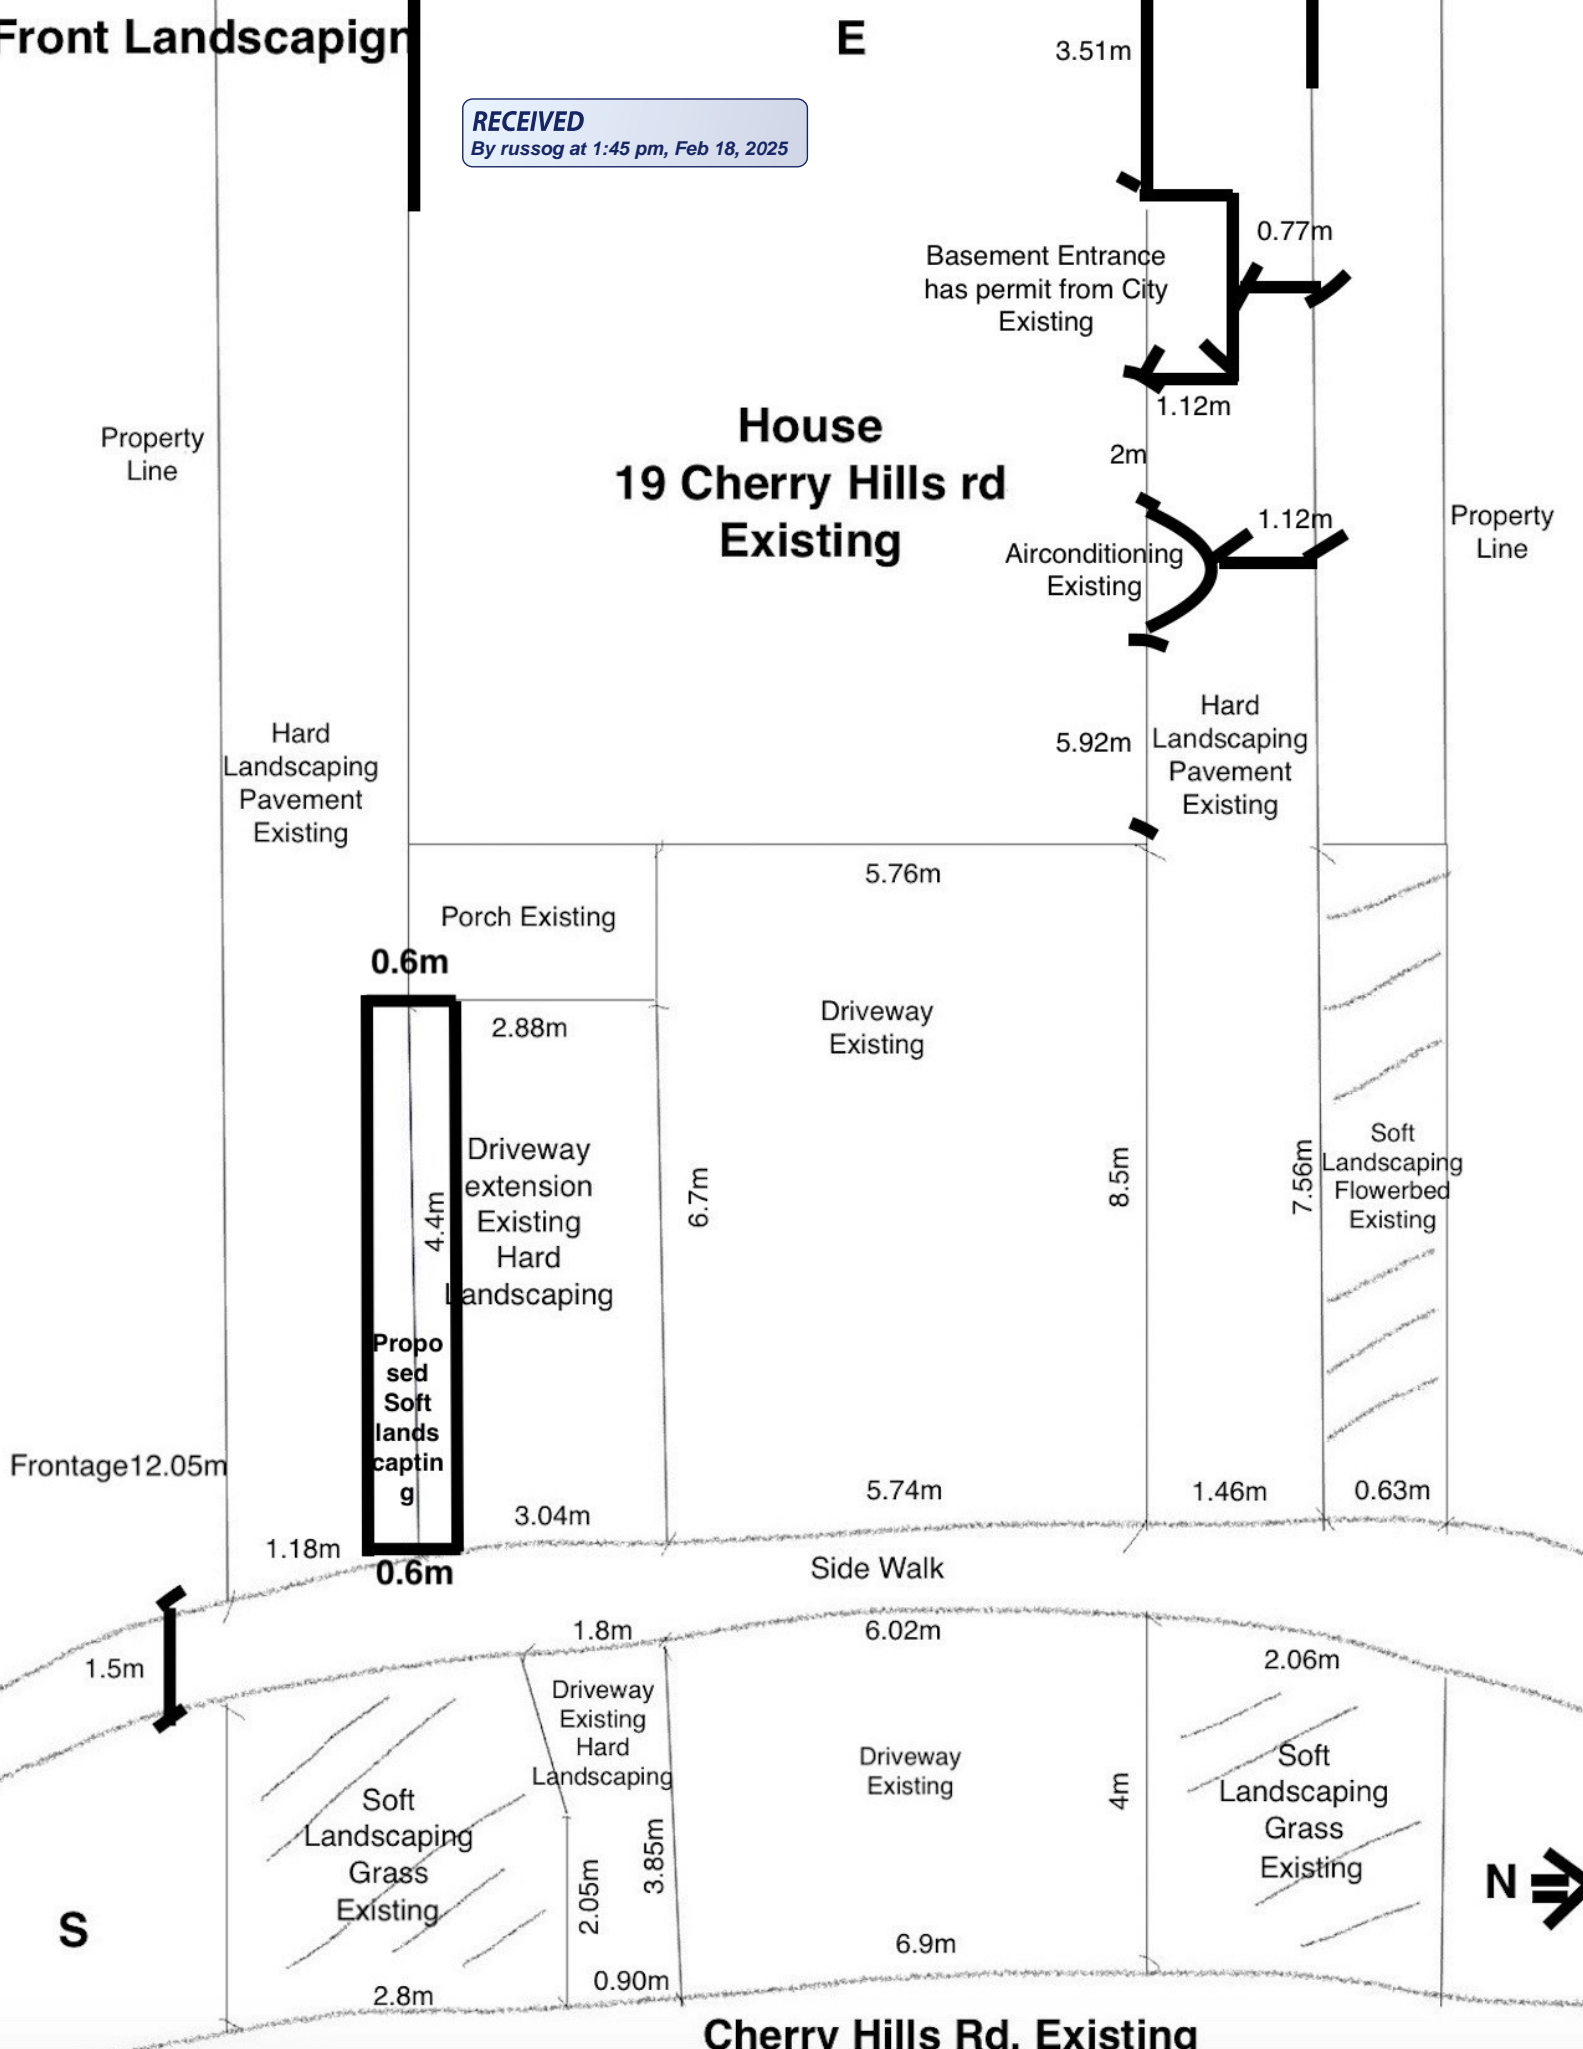 Front Landscapign
E
3.51m
RECEIVED
By russog at 1:45 pm, Feb 18, 2025
0.77m
Basement Entrance
has permit from City
Existing
1.12m
House
19 Cherry Hills rd
Existing
Property
Line
2m
1.12m
Airconditioning
Existing
Property
Line
Hard
Landscaping
Pavement
Existing
5.92m
Hard
Landscaping
Pavement
Existing
5.76m
Porch Existing
0.6m
2.88m
Driveway
Existing
Driveway
extension
Existing
Hard
Landscaping
4.4m
6.7m
8.5m
7.56m
Soft
Landscaping
Flowerbed
Existing
Propo
sed
Soft
lands
captin
g
Frontage12.05m
5.74m
1.46m
0.63m
3.04m
1.18m
0.6m
Side Walk
1.8m
6.02m
2.06m
1.5m
Driveway
Existing
Hard
Landscaping
Driveway
Existing
4m
Soft
Landscaping
Grass
Existing
Soft
Landscaping
Grass
Existing
3.85m
2.05m
N
S
6.9m
0.90m
2.8m
Cherry Hills Rd. Existing